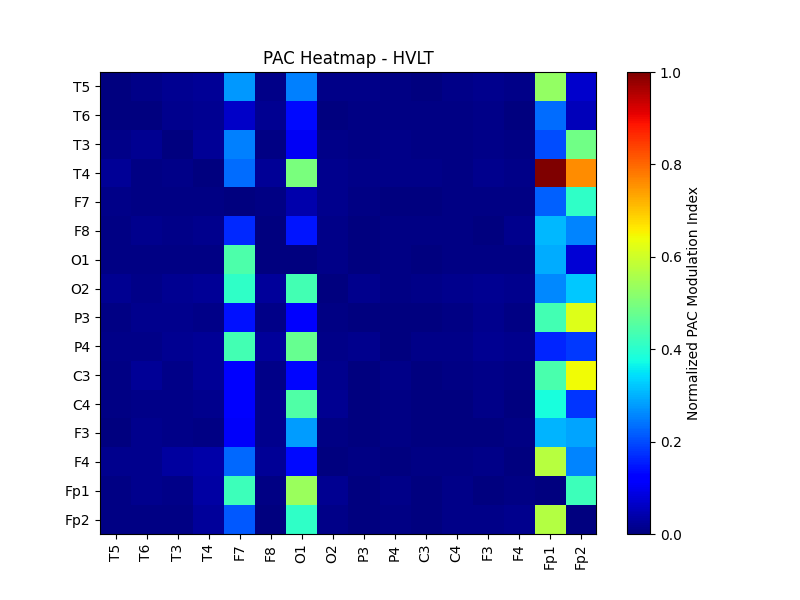 PAC Heatmap - HVLT
T5
T6
T3
T4
F7
F8
O1
O2
P3
P4
C3
C4
F3
F4
Fp1
Fp2
T5 T6 T3 T4 F7 F8 O1 O2 P3 P4 C3 C4 F3 F4 Fp1 Fp2
1.0
0.8
0.6
0.4
0.2
0.0
Normalized PAC Modulation Index